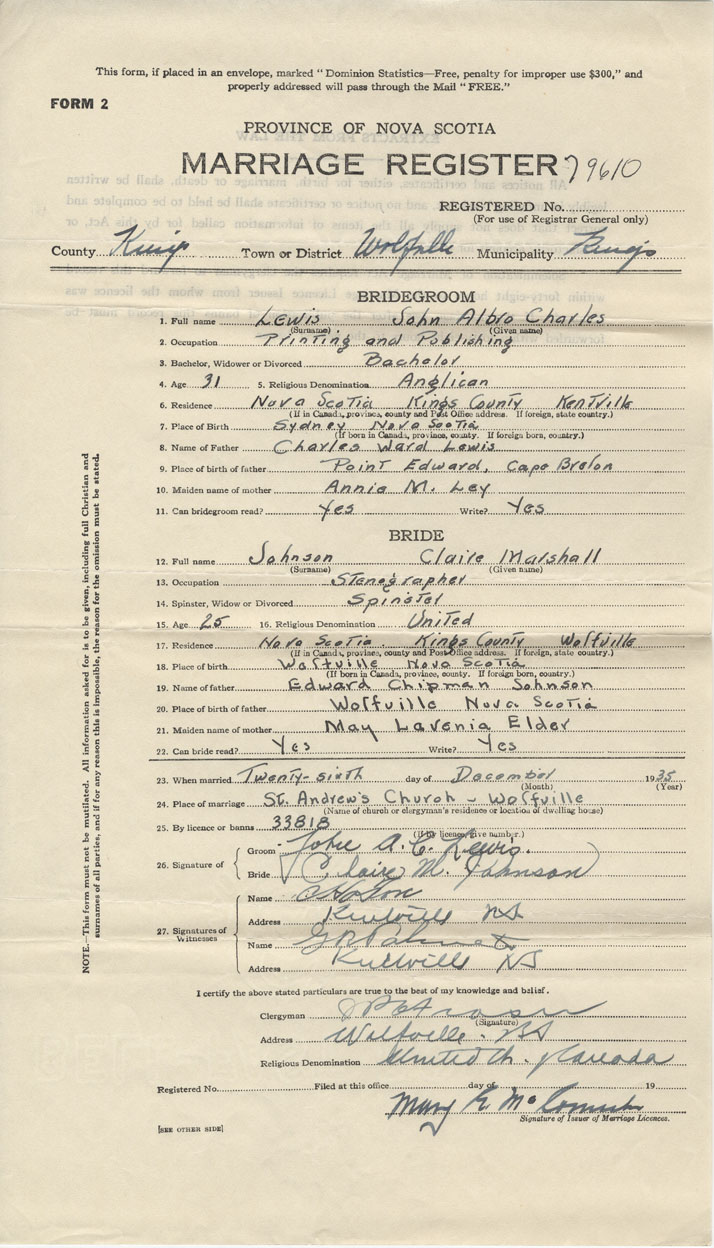 This form, if placed in an envelope, marked "Dominion Statistics—Free, penalty for improper use $300," and
properly addressed will pass through the Mail "FREE."
FORM 2
PROVINCE OF NOVA SCOTIA
MARRIAGE REGISTER 79610
REGISTERED No.
(For use of Registrar General only)
County Kings Town or District Wolfville Municipality Kings
BRIDEGROOM
1. Full name Lewis John Albro Charles
(Surname) (Given name)
2. Occupation Printing and Publishing
3. Bachelor, Widower or Divorced Bachelor
4. Age 31 5. Religious Denomination Anglican
6. Residence Nova Scotia Kings County Kentville
(If in Canada, province, county and Post Office address. If foreign, state country.)
7. Place of Birth Sydney Nova Scotia
(If born in Canada, province, county. If foreign born, country.)
8. Name of Father Charles Ward Lewis
9. Place of birth of father Point Edward, Cape Breton
10. Maiden name of mother Annie M. Ley
11. Can bridegroom read? Yes Write? Yes
BRIDE
12. Full name Johnson Claire Marshall
(Surname) (Given name)
13. Occupation Stenographer
14. Spinster, Widow or Divorced Spinster
15. Age 25 16. Religious Denomination United
17. Residence Nova Scotia Kings County Wolfville
(If in Canada, province, county and Post Office address. If foreign, state country.)
18. Place of birth Wolfville Nova Scotia
(If born in Canada, province, county. If foreign born, country.)
19. Name of father Edward Chipman Johnson
20. Place of birth of father Wolfville Nova Scotia
21. Maiden name of mother May Lavenia Elder
22. Can bride read? Yes Write? Yes
23. When married Twenty-sixth day of December 1935
(Month) (Year)
24. Place of marriage St. Andrew's Church - Wolfville
(Name of church or clergyman's residence or location of dwelling house)
25. By licence or banns 33818
(If by licence, give number.)
26. Signature of
Groom John A. C. Lewis.
Bride Claire M. Johnson
27. Signatures of Witnesses
Name
Address Kentville NS
Name
Address Kentville NS
I certify the above stated particulars are true to the best of my knowledge and belief.
Clergyman Fraser
(Signature)
Address Wolfville. NS
Religious Denomination United Ch. of Canada
Registered No. Filed at this office day of 19
Mary
Signature of Issuer of Marriage Licences.
[SEE OTHER SIDE]
NOTE.—This form must not be mutilated. All information asked for is to be given, including full Christian and
surnames of all parties, and if for any reason this is impossible, the reason for the omission must be stated.